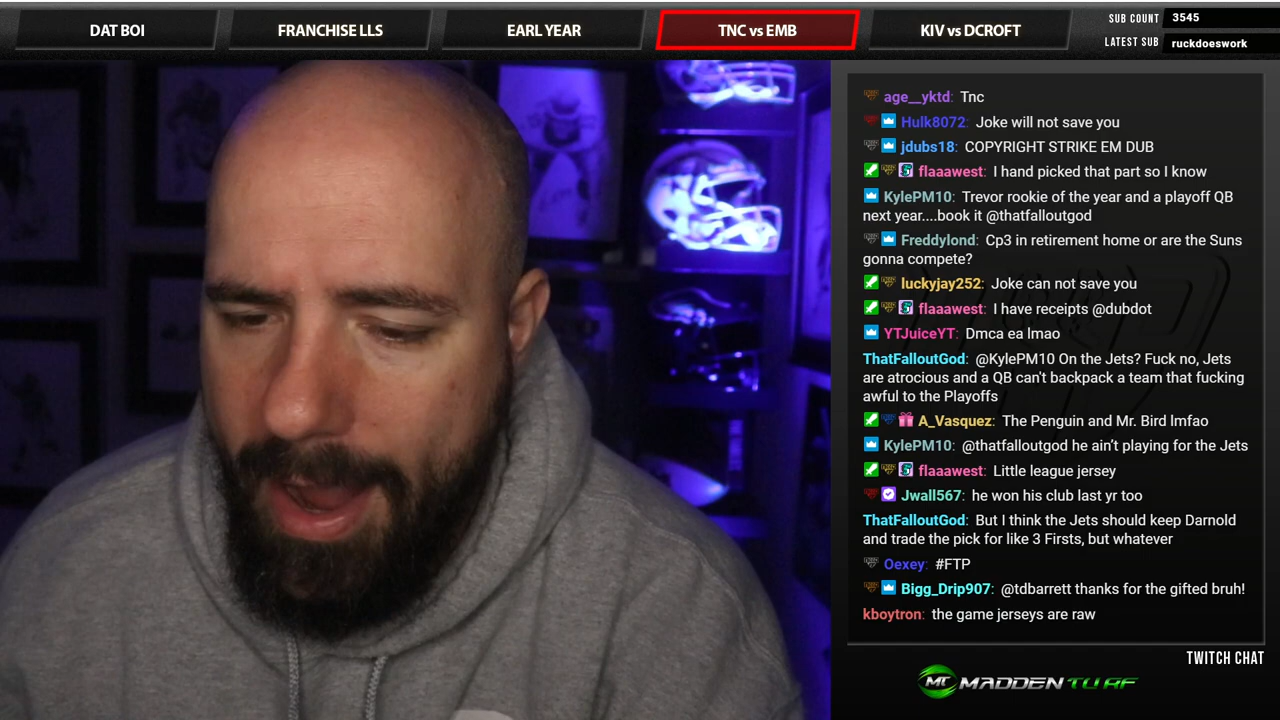 DAT BOI
FRANCHISE LLS
EARL YEAR
TNC vs EMB
KIV vs DCROFT
SUB COUNT 3545
LATEST SUB ruckdoeswork
age__yktd: Tnc
Hulk8072: Joke will not save you
jdubs18: COPYRIGHT STRIKE EM DUB
flaaawest: I hand picked that part so I know
KylePM10: Trevor rookie of the year and a playoff QB
next year....book it @thatfalloutgod
Freddylond: Cp3 in retirement home or are the Suns
gonna compete?
luckyjay252: Joke can not save you
flaaawest: I have receipts @dubdot
YTJuiceYT: Dmca ea lmao
ThatFalloutGod: @KylePM10 On the Jets? Fuck no, Jets
are atrocious and a QB can't backpack a team that fucking
awful to the Playoffs
A_Vasquez: The Penguin and Mr. Bird lmfao
KylePM10: @thatfalloutgod he ain’t playing for the Jets
flaaawest: Little league jersey
Jwall567: he won his club last yr too
ThatFalloutGod: But I think the Jets should keep Darnold
and trade the pick for like 3 Firsts, but whatever
Oexey: #FTP
Bigg_Drip907: @tdbarrett thanks for the gifted bruh!
kboytron: the game jerseys are raw
TWITCH CHAT
MT MADDEN TURF